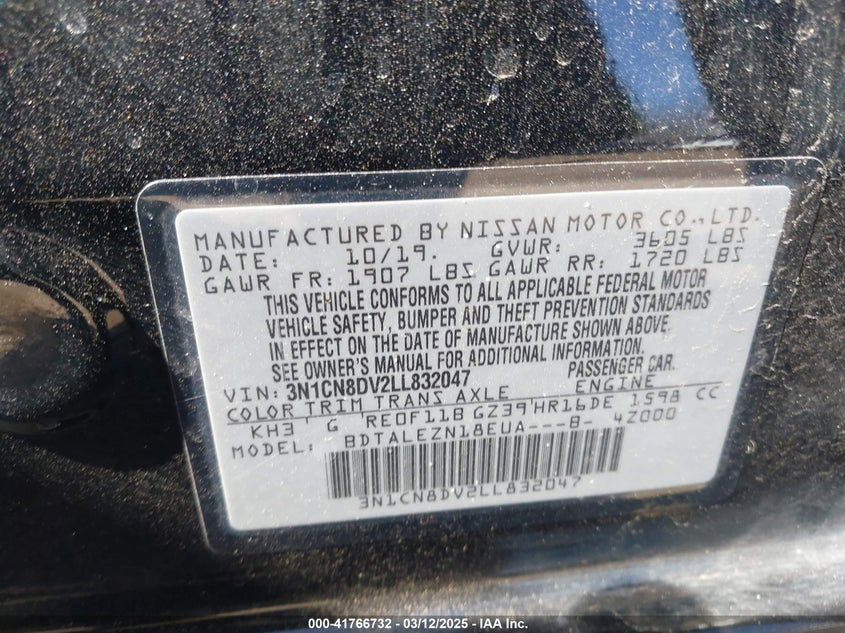 MANUFACTURED BY NISSAN MOTOR CO., LTD.
DATE: 10/19. GVWR: 3605 LBS
GAWR FR: 1907 LBS GAWR RR: 1720 LBS
THIS VEHICLE CONFORMS TO ALL APPLICABLE FEDERAL MOTOR
VEHICLE SAFETY, BUMPER AND THEFT PREVENTION STANDARDS
IN EFFECT ON THE DATE OF MANUFACTURE SHOWN ABOVE.
SEE OWNER'S MANUAL FOR ADDITIONAL INFORMATION.
VIN: 3N1CN8DV2LL832047 PASSENGER CAR.
COLOR TRIM TRANS AXLE ENGINE
KH3 G RE0F11B GZ39 HR16DE 1598 CC
MODEL: BDTALEZN18EUA---B- 4Z000
3N1CN8DV2LL832047
000-41766732 - 03/12/2025 - IAA Inc.